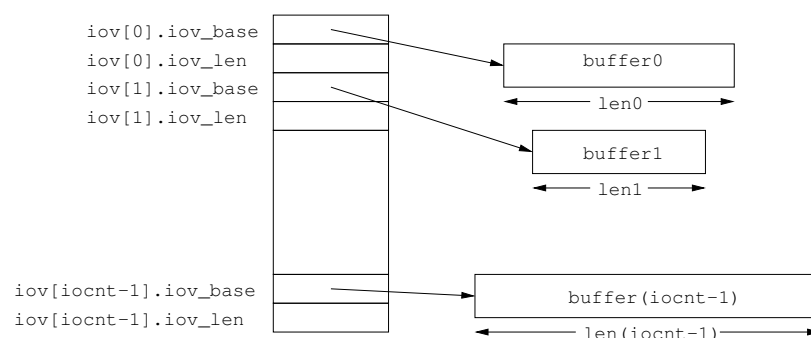 iov[0].iov_base
iov[0].iov_len
buffer0
iov[1].iov_base
len0
iov[1].iov_len
buffer1
len1
iov[iocnt-1].iov_base
buffer(iocnt-1)
iov[iocnt-1].iov_len
len(iocnt-1)